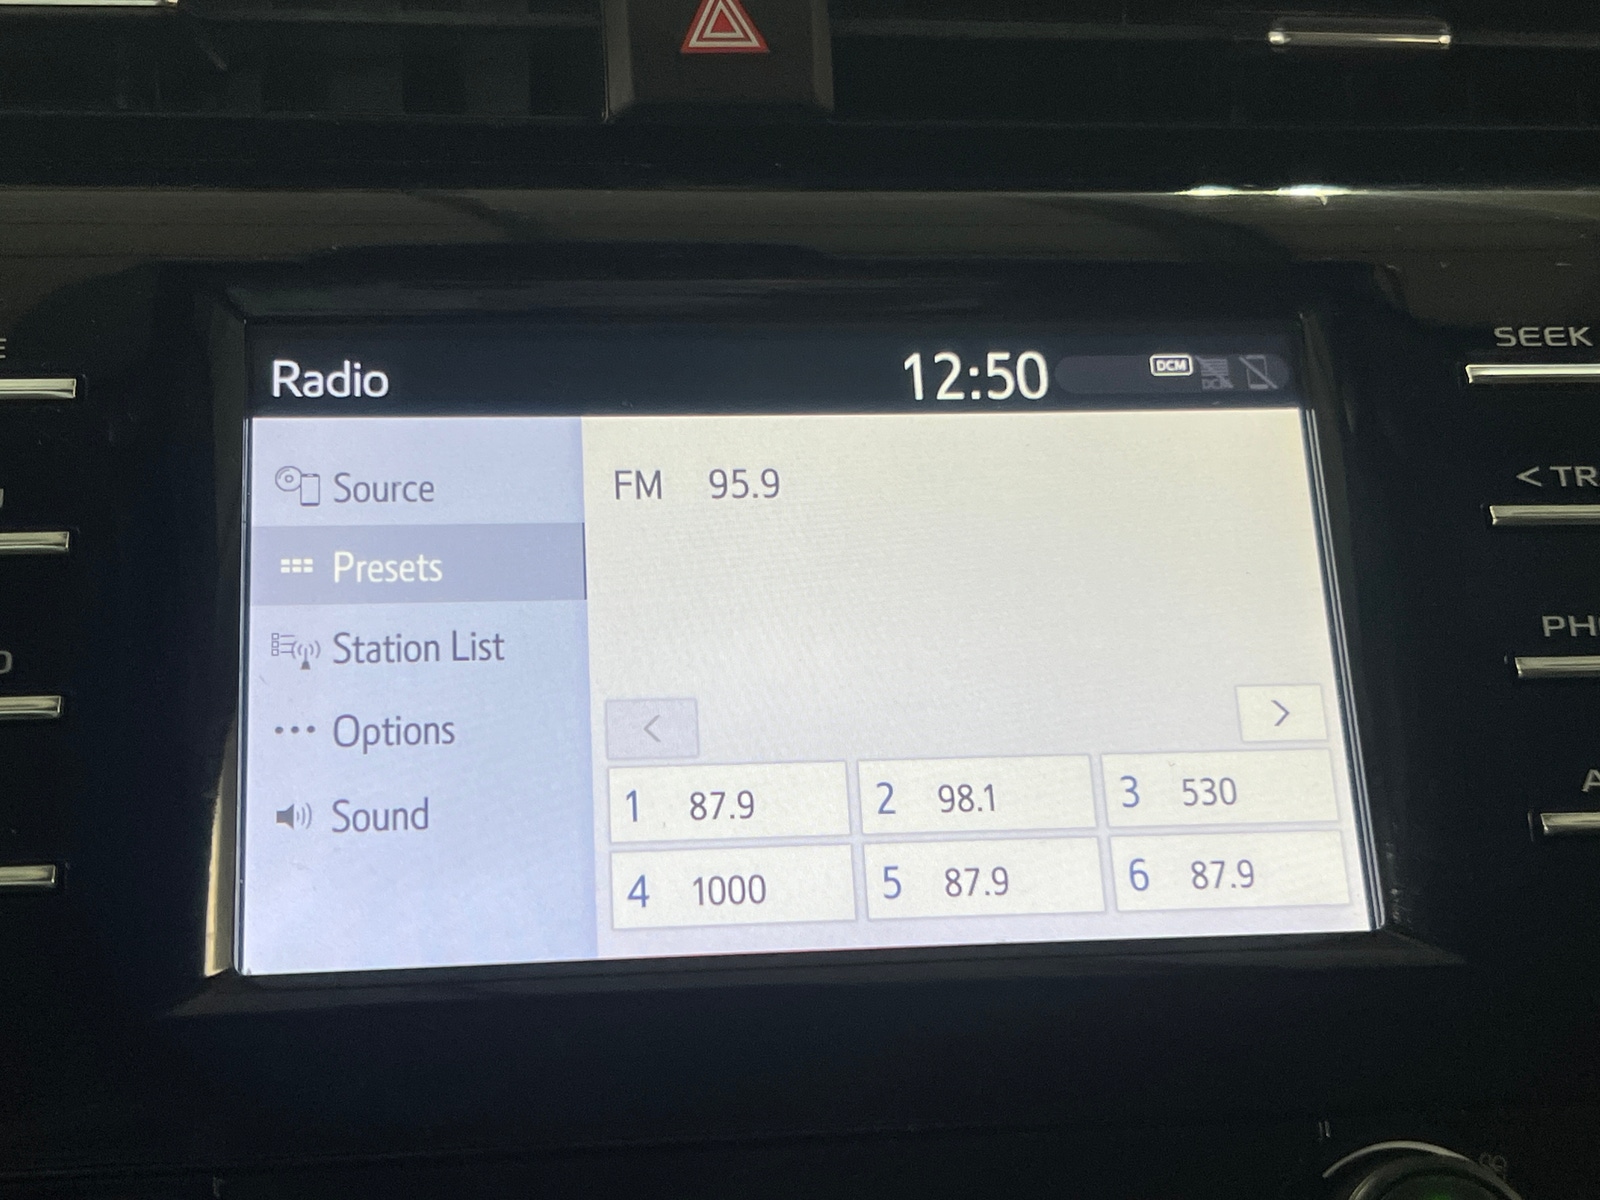 Radio 12:50 DCM
Source
Presets
Station List
Options
Sound
FM 95.9
<
>
1 87.9
2 98.1
3 530
4 1000
5 87.9
6 87.9
SEEK
< TR
PH